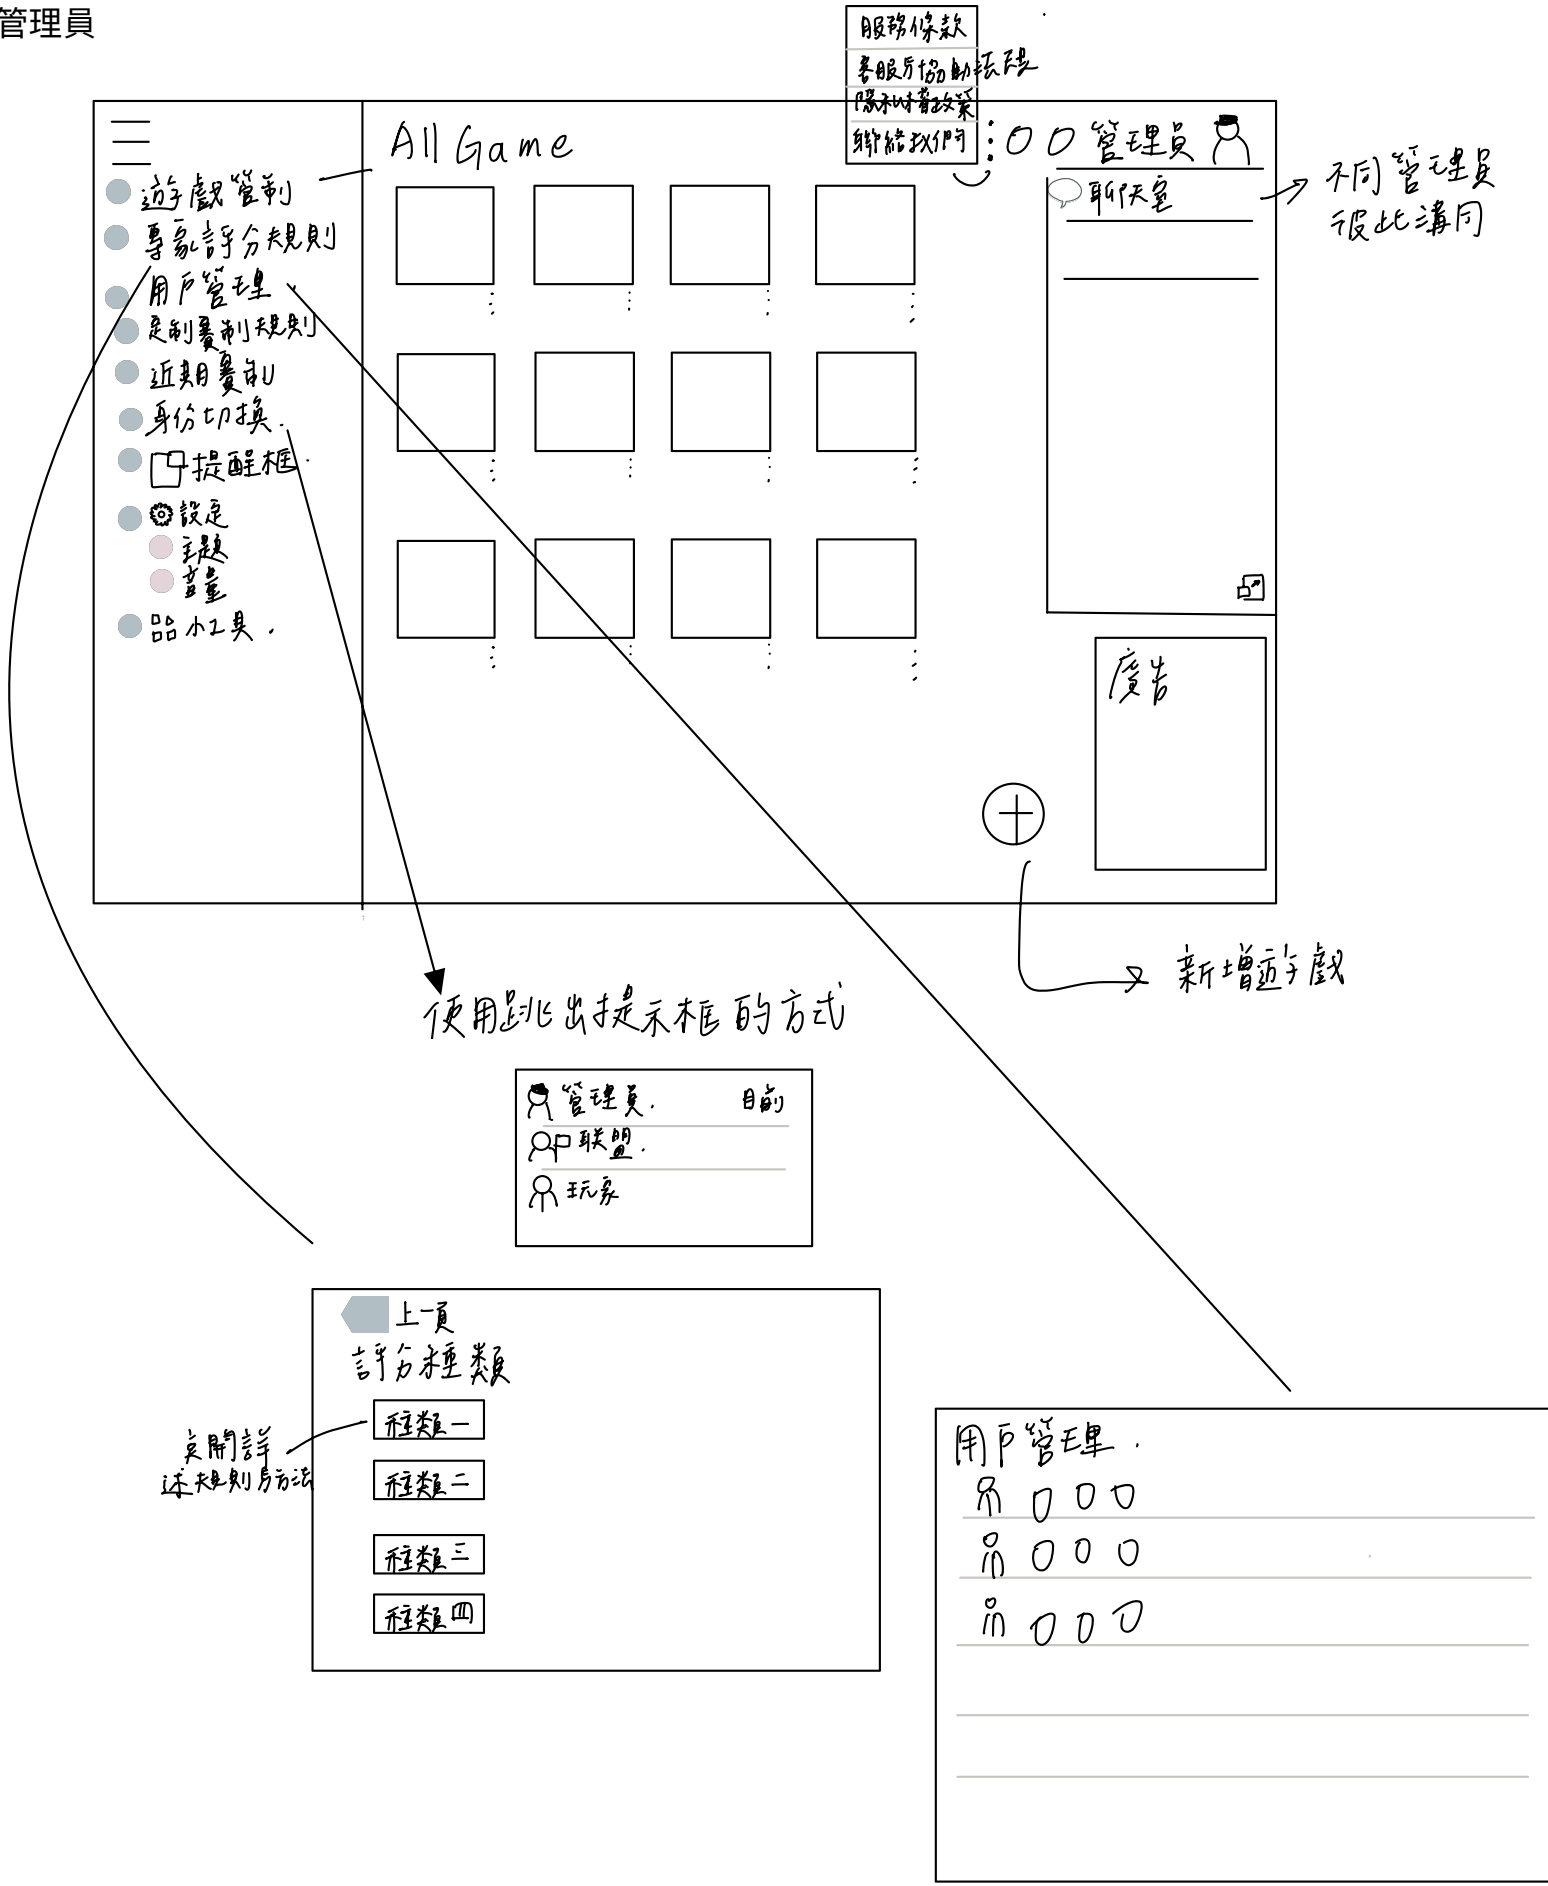 管理員
服務條款
客服与協助
隱私權政策
聯絡我們
All Game
〇〇管理員
聊天室
不同管理員
彼此溝同
遊戲管制
專家評分規則
用戶管理
定制賽制規則
近期賽制
身份切換
提醒框
設定
主題
音量
小工具
廣告
新增遊戲
使用跳出提示框的方式
管理員 目前
联盟
玩家
上一頁
評分種類
種類一
種類二
種類三
種類四
開詳
述規則与方法
用戶管理
〇〇〇
〇〇〇
〇〇〇